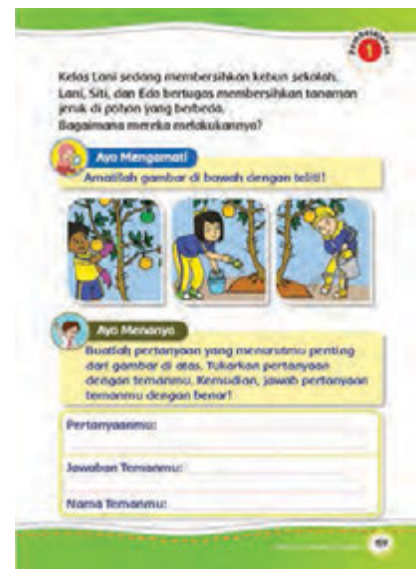 Pembelajaran
1
Kelas Lani sedang membersihkan kebun sekolah.
Lani, Siti, dan Edo bertugas membersihkan tanaman
jeruk di pohon yang berbeda.
Bagaimana mereka melakukannya?
Ayo Mengamati
Amatilah gambar di bawah dengan teliti!
Ayo Menanya
Buatlah pertanyaan yang menurutmu penting
dari gambar di atas. Tukarkan pertanyaan
dengan temanmu. Kemudian, jawab pertanyaan
temanmu dengan benar!
Pertanyaanmu:
Jawaban Temanmu:
Nama Temanmu: